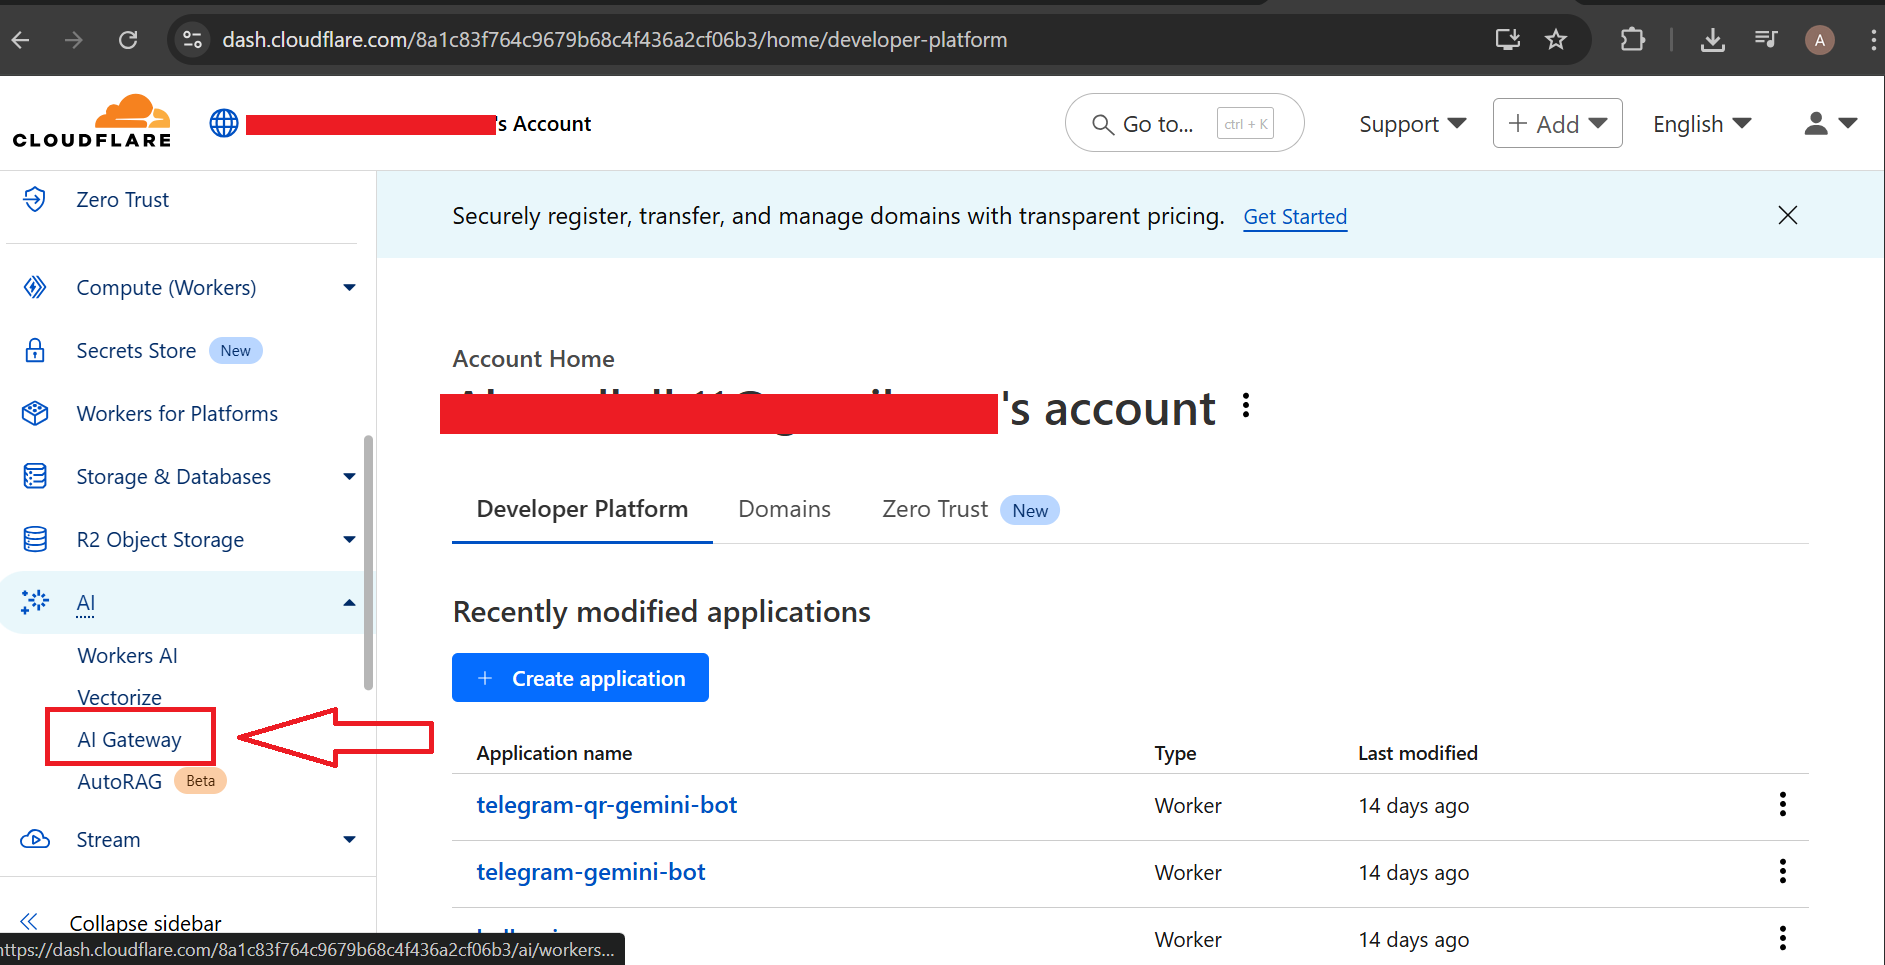 dash.cloudflare.com/8a1c83f764c9679b68c4f436a2cf06b3/home/developer-platform
A
CLOUDFLARE
's Account
Go to...
ctrl + K
Support
+ Add
English
Zero Trust
Compute (Workers)
Secrets Store New
Workers for Platforms
Storage & Databases
R2 Object Storage
AI
Workers AI
Vectorize
AI Gateway
AutoRAG Beta
Stream
Collapse sidebar
https://dash.cloudflare.com/8a1c83f764c9679b68c4f436a2cf06b3/ai/workers...
Securely register, transfer, and manage domains with transparent pricing. Get Started
Account Home
's account
Developer Platform
Domains
Zero Trust New
Recently modified applications
+ Create application
Application name Type Last modified
telegram-qr-gemini-bot Worker 14 days ago
telegram-gemini-bot Worker 14 days ago
Worker 14 days ago